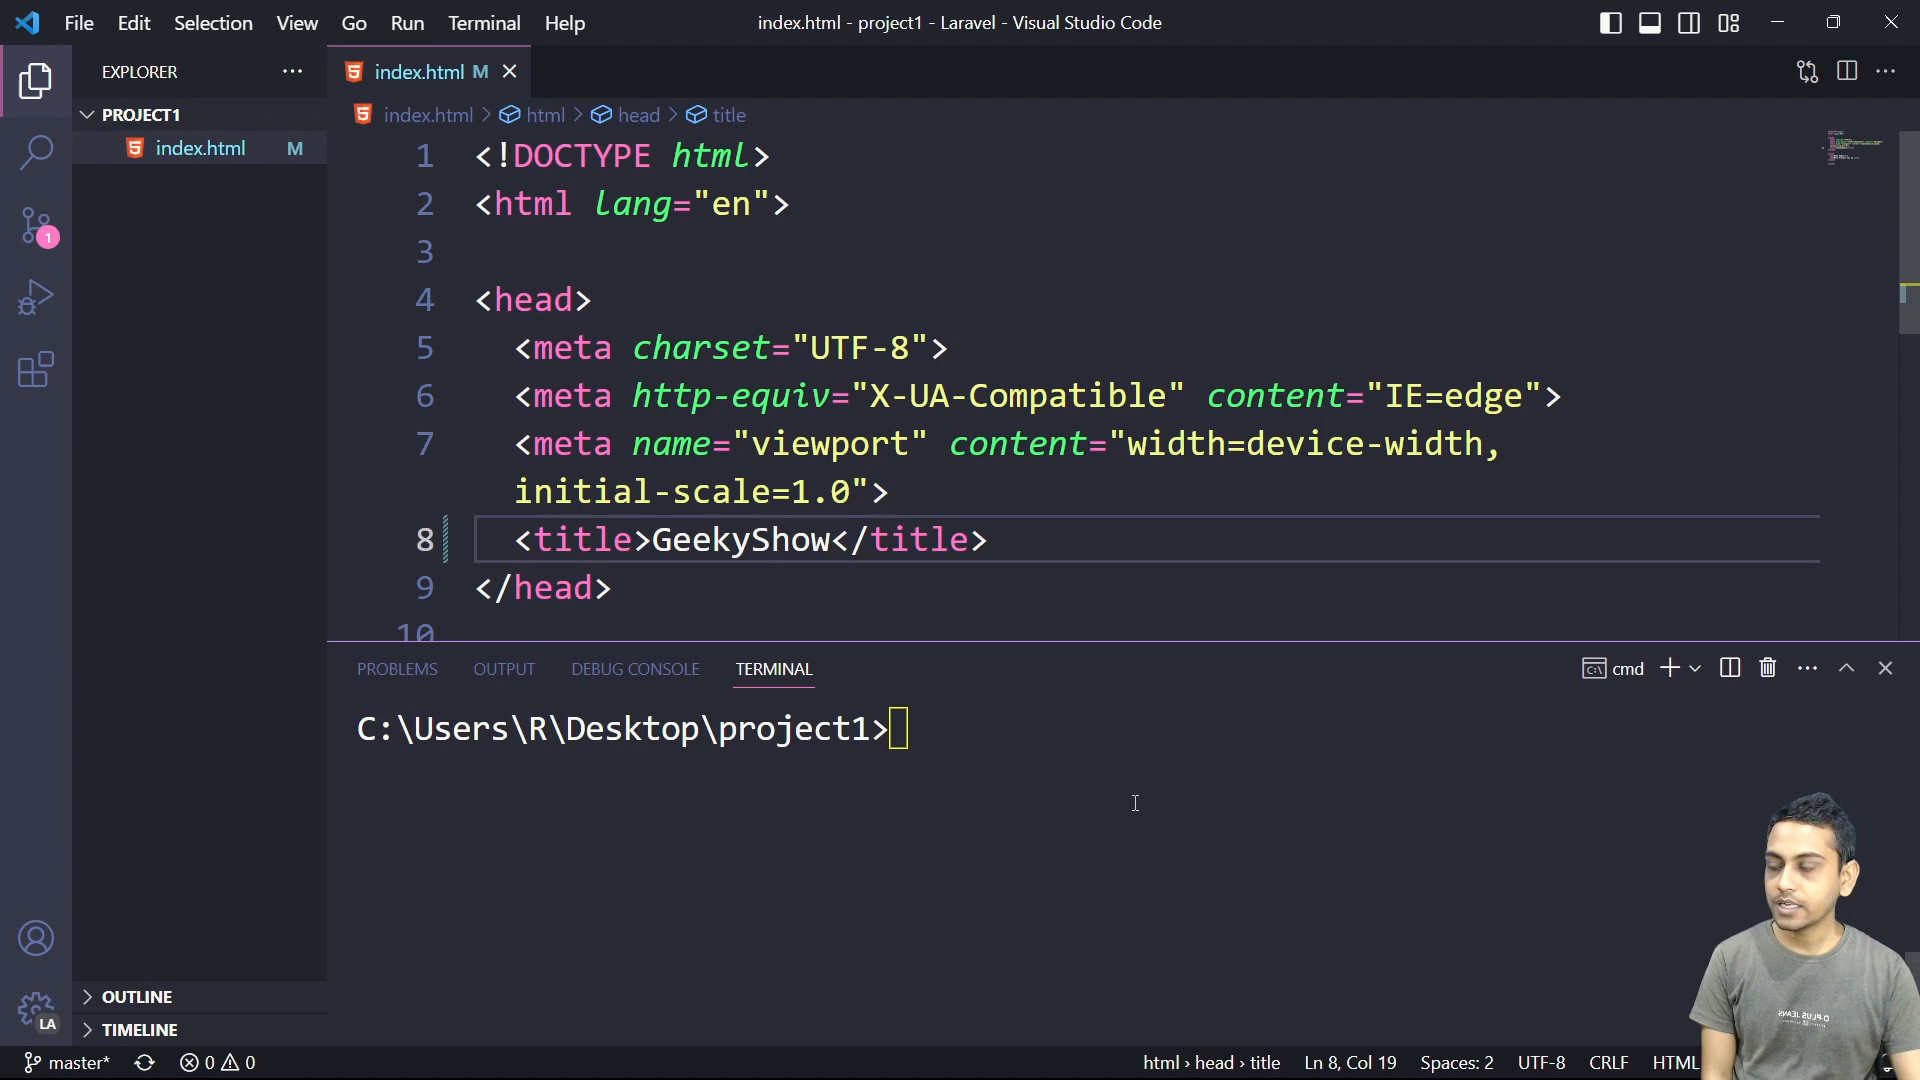 File Edit Selection View Go Run Terminal Help
index.html - project1 - Laravel - Visual Studio Code
EXPLORER
PROJECT1
index.html M
1
OUTLINE
TIMELINE
LA
index.html M
index.html > html > head > title
1 <!DOCTYPE html>
2 <html lang="en">
3
4 <head>
5 <meta charset="UTF-8">
6 <meta http-equiv="X-UA-Compatible" content="IE=edge">
7 <meta name="viewport" content="width=device-width,
initial-scale=1.0">
8 <title>GeekyShow</title>
9 </head>
10
PROBLEMS OUTPUT DEBUG CONSOLE TERMINAL
cmd
C:\Users\R\Desktop\project1>
master* 0 0 html › head › title Ln 8, Col 19 Spaces: 2 UTF-8 CRLF HTML